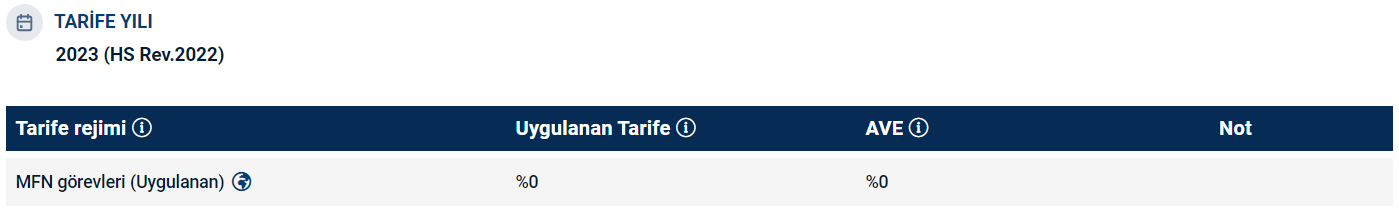 TARİFE YILI
2023 (HS Rev.2022)
Tarife rejimi Uygulanan Tarife AVE Not
MFN görevleri (Uygulanan) %0 %0